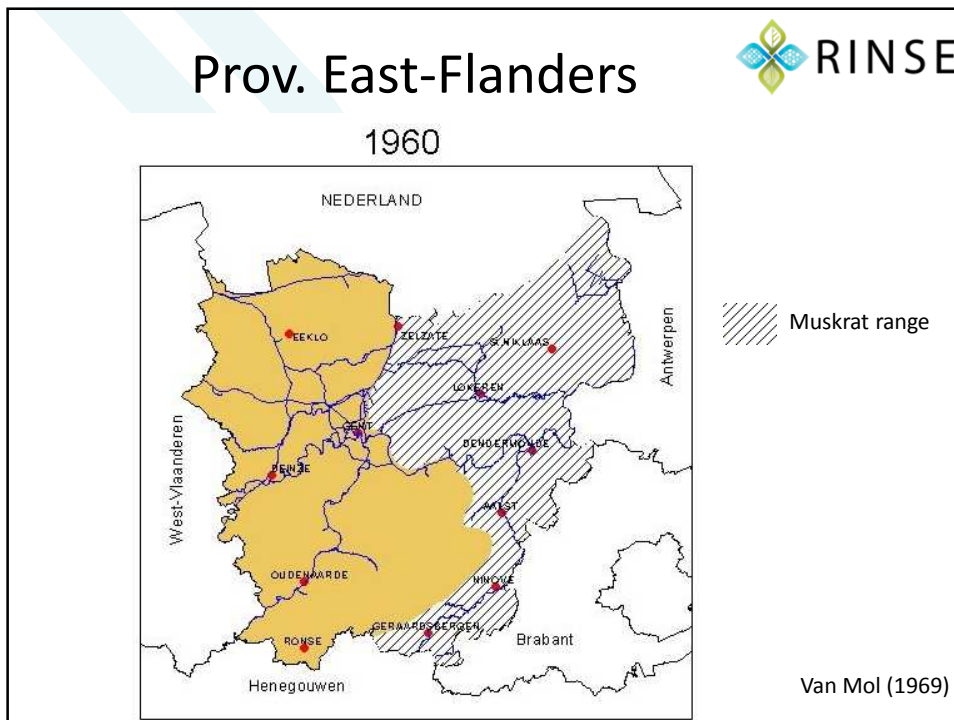 Prov. East-Flanders
RINSE
1960
NEDERLAND
EEKLO
ZELZATE
ST.NIKLAAS
Muskrat range
LOKEREN
Antwerpen
GENT
DENDERMONDE
West-Vlaanderen
DEINZE
AALST
OUDENAARDE
NINOVE
GERAARDSBERGEN
RONSE
Brabant
Henegouwen
Van Mol (1969)